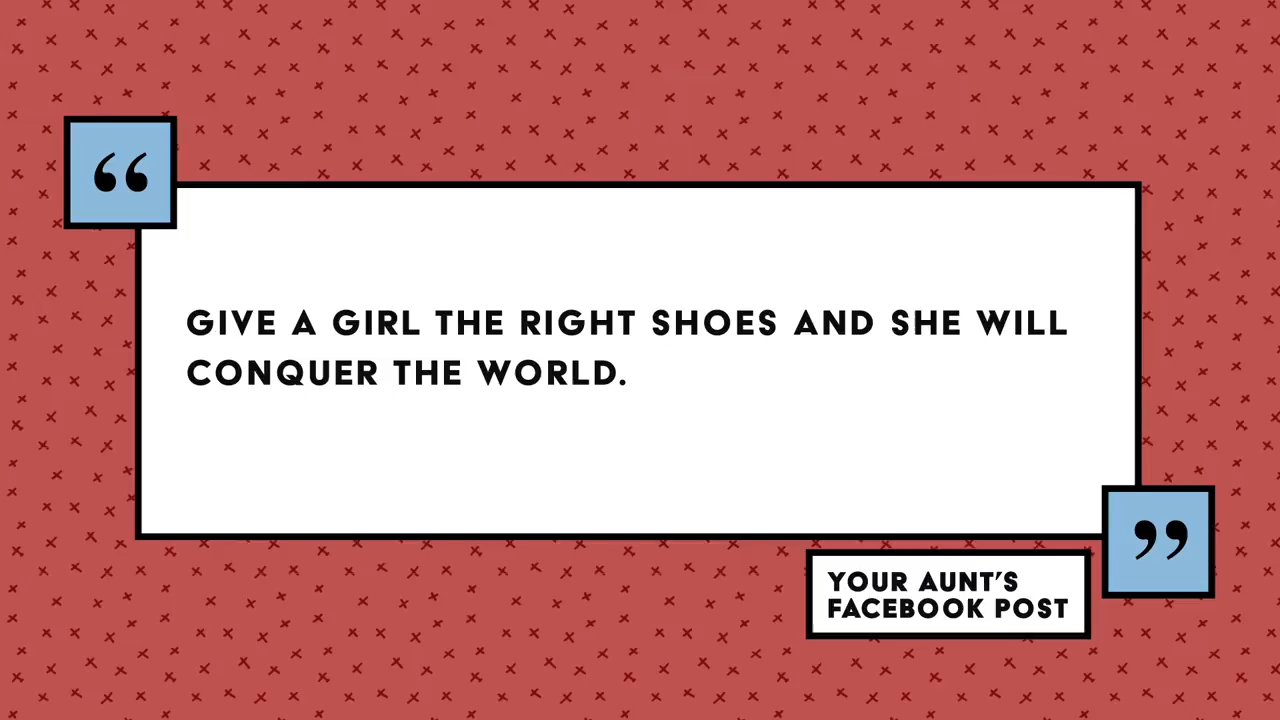 “
GIVE A GIRL THE RIGHT SHOES AND SHE WILL
CONQUER THE WORLD.
”
YOUR AUNT’S
FACEBOOK POST